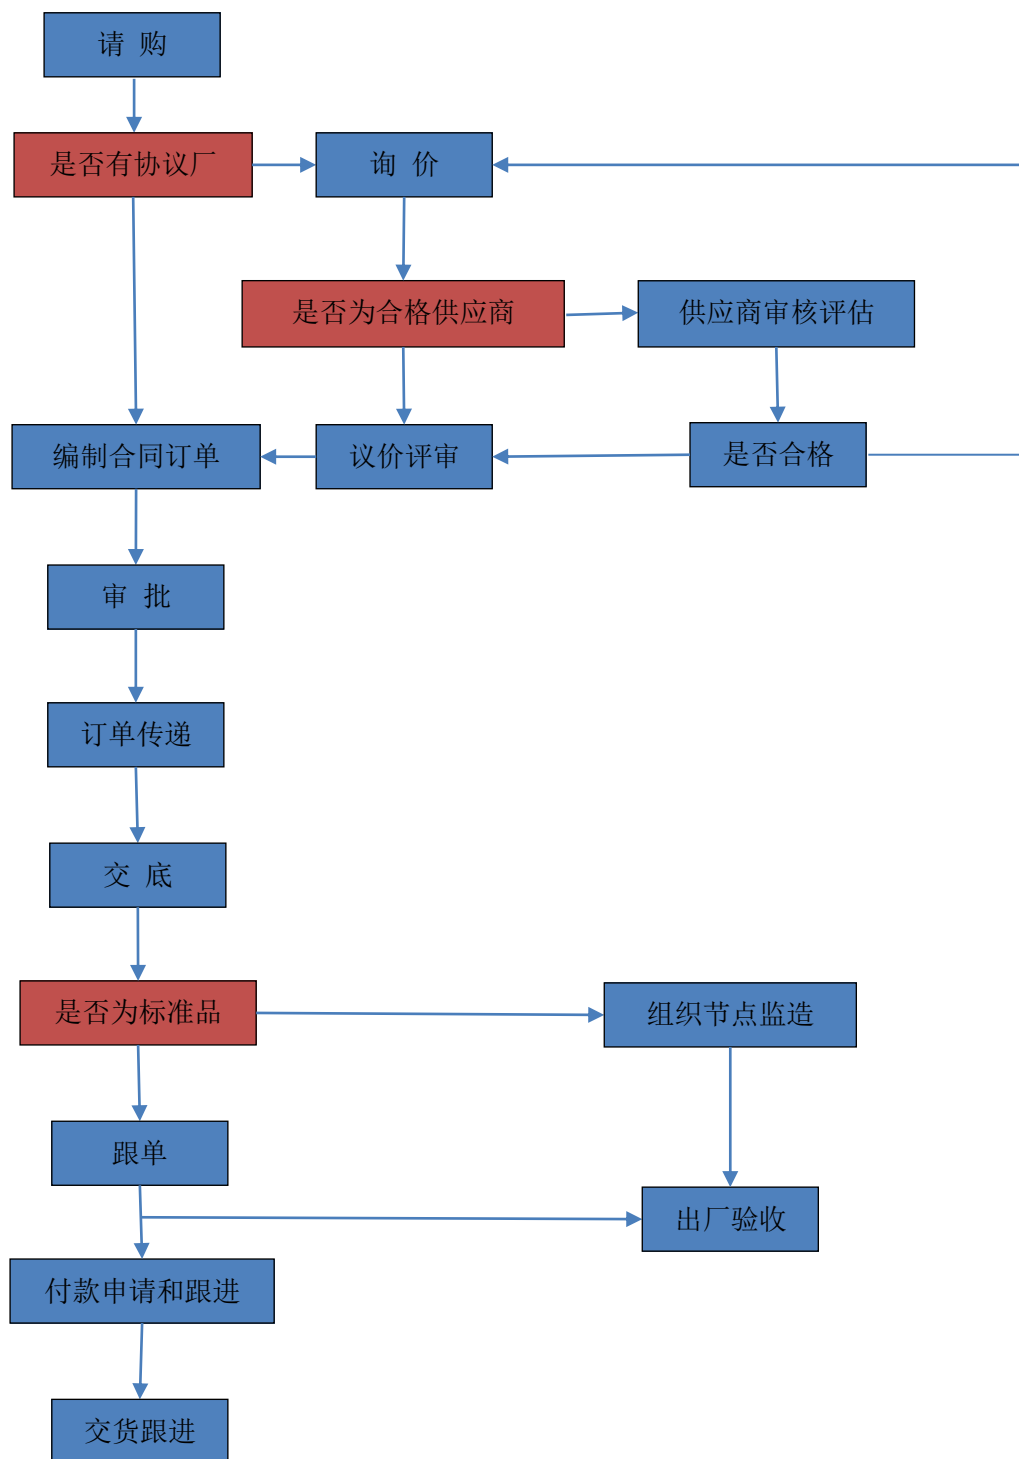 请 购
是否有协议厂
询 价
是否为合格供应商
供应商审核评估
编制合同订单
议价评审
是否合格
审 批
订单传递
交 底
是否为标准品
组织节点监造
跟单
出厂验收
付款申请和跟进
交货跟进